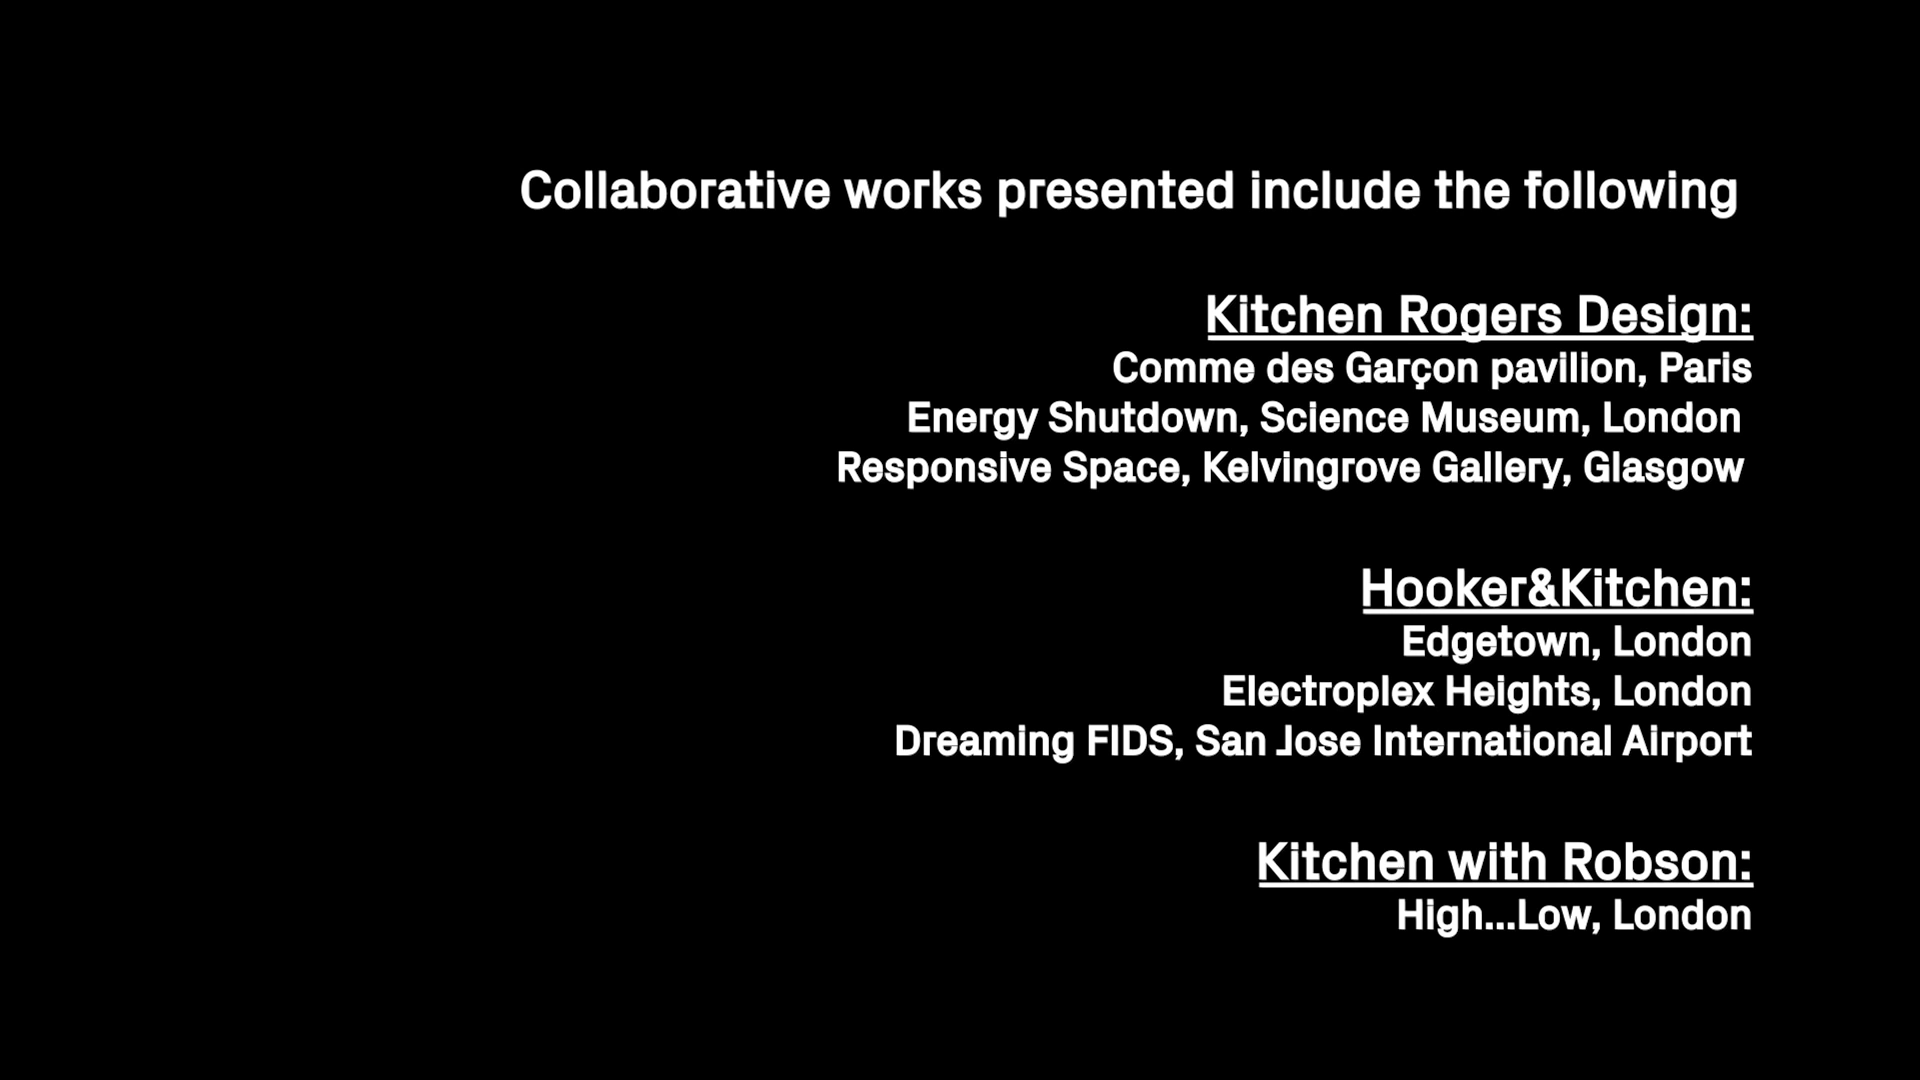 Collaborative works presented include the following
Kitchen Rogers Design:
Comme des Garçon pavilion, Paris
Energy Shutdown, Science Museum, London
Responsive Space, Kelvingrove Gallery, Glasgow
Hooker&Kitchen:
Edgetown, London
Electroplex Heights, London
Dreaming FIDS, San Jose International Airport
Kitchen with Robson:
High...Low, London